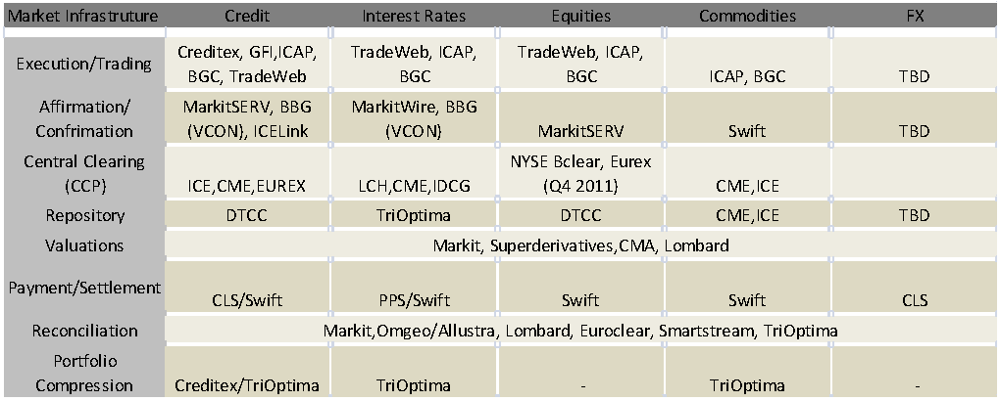 Market Infrastruture Credit Interest Rates Equities Commodities FX
Execution/Trading Creditex, GFI,ICAP, BGC, TradeWeb TradeWeb, ICAP, BGC TradeWeb, ICAP, BGC ICAP, BGC TBD
Affirmation/ Confrimation MarkitSERV, BBG (VCON), ICELink MarkitWire, BBG (VCON) MarkitSERV Swift TBD
Central Clearing (CCP) ICE,CME,EUREX LCH,CME,IDCG NYSE Bclear, Eurex (Q4 2011) CME,ICE
Repository DTCC TriOptima DTCC CME,ICE TBD
Valuations Markit, Superderivatives,CMA, Lombard
Payment/Settlement CLS/Swift PPS/Swift Swift Swift CLS
Reconciliation Markit,Omgeo/Allustra, Lombard, Euroclear, Smartstream, TriOptima
Portfolio Compression Creditex/TriOptima TriOptima - TriOptima -